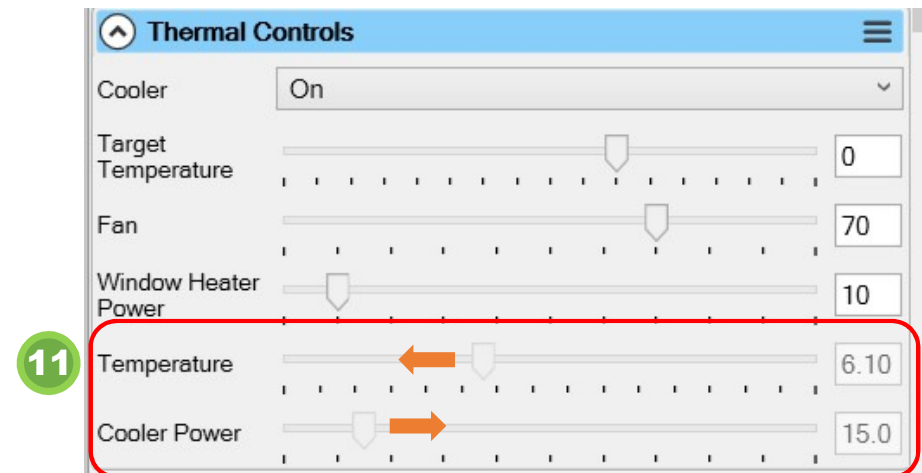 Thermal Controls
Cooler On
Target
Temperature 0
Fan 70
Window Heater
Power 10
11 Temperature 6.10
Cooler Power 15.0